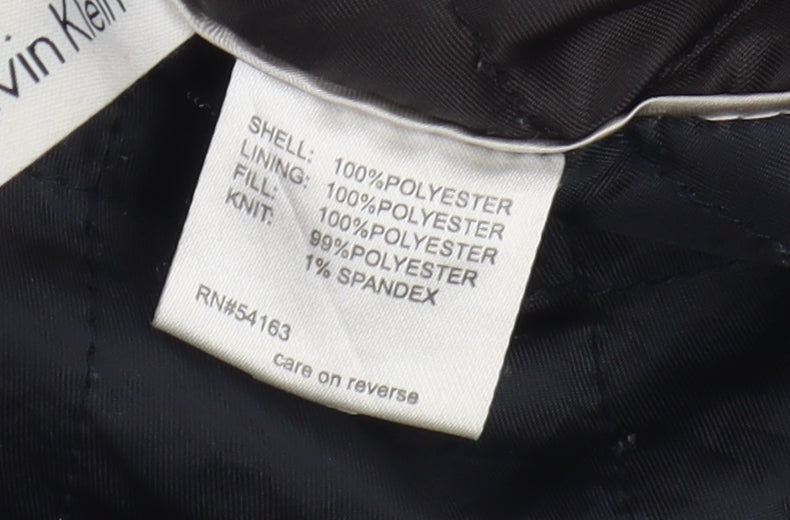 vin Klein
SHELL: 100%POLYESTER
LINING: 100%POLYESTER
FILL: 100%POLYESTER
KNIT: 99%POLYESTER
1% SPANDEX
RN#54163
care on reverse